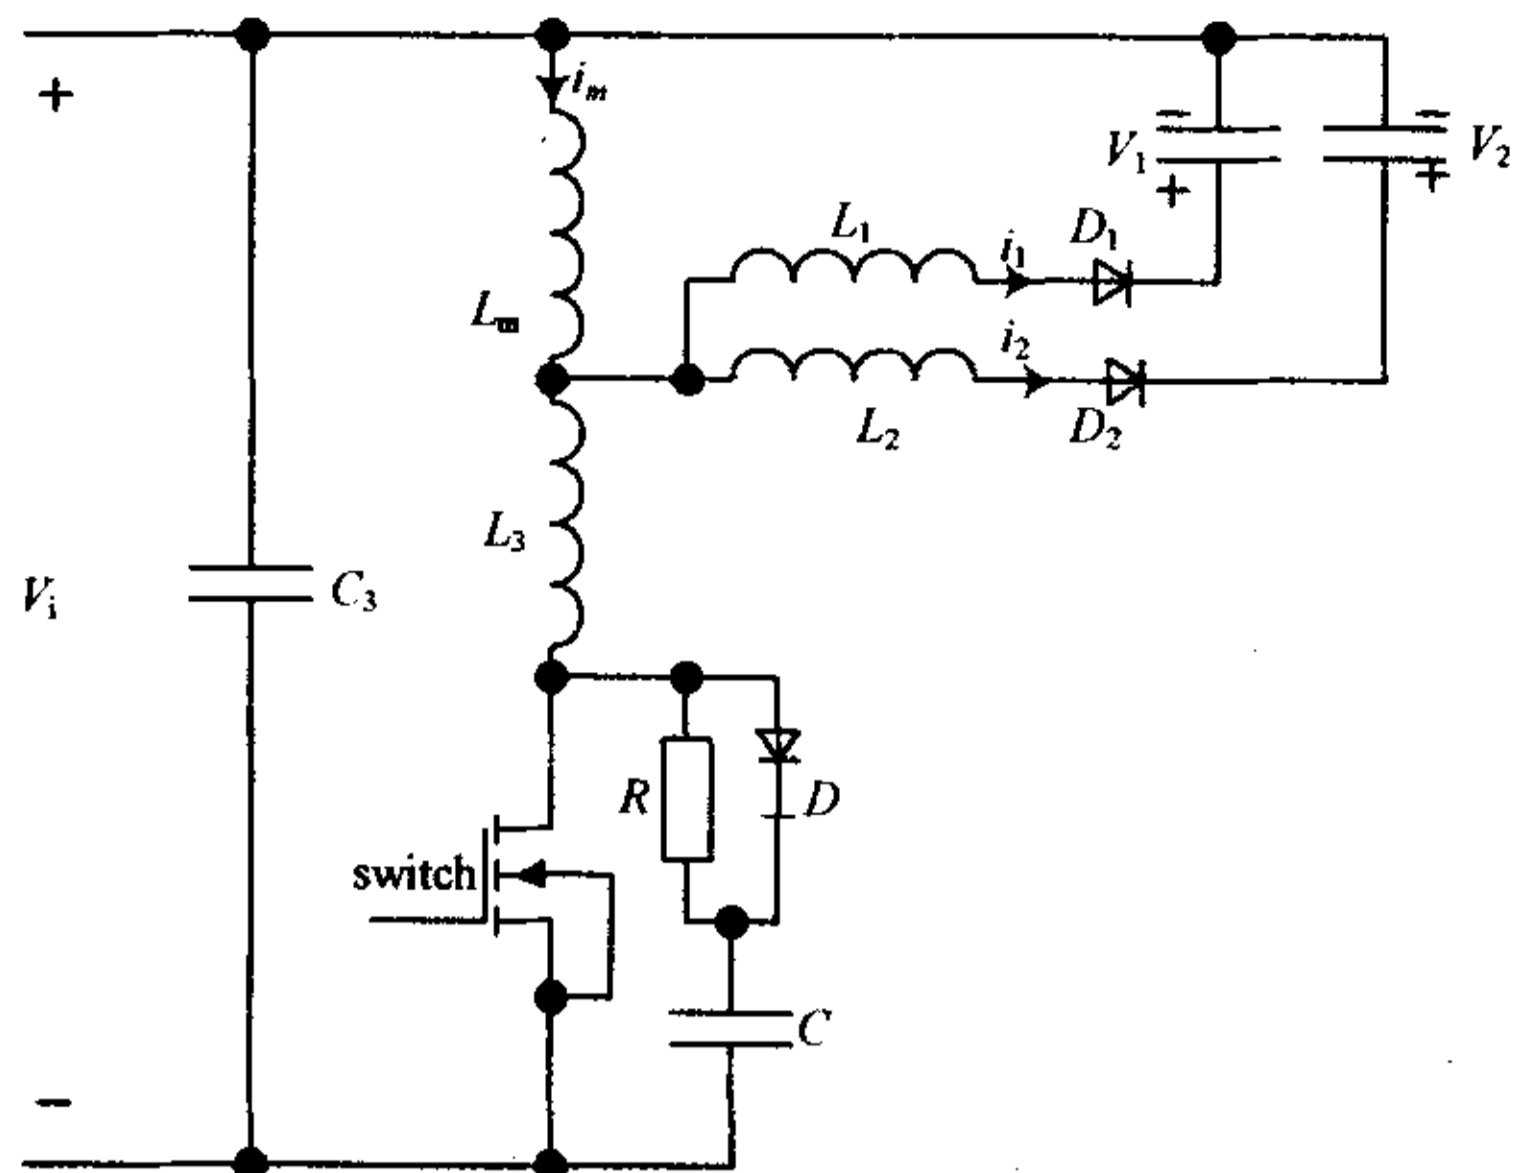 +
i_m
V_1
−
+
−
+
V_2
L_1
i_1
D_1
L_m
i_2
L_2
D_2
L_3
V_i
C_3
R
D
switch
C
−